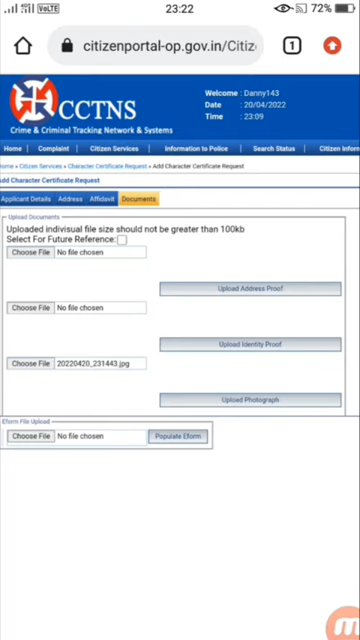 4G VoLTE 23:22 72%
citizenportal-op.gov.in/Citiz 1
CCTNS
Crime & Criminal Tracking Network & Systems
Welcome : Danny143
Date : 20/04/2022
Time : 23:09
Home | Complaint | Citizen Services | Information to Police | Search Status | Citizen Inform
Home » Citizen Services » Character Certificate Request » Add Character Certificate Request
Add Character Certificate Request
Applicant Details Address Affidavit Documents
Upload Documents
Uploaded indivisual file size should not be greater than 100kb
Select For Future Reference:
Choose File No file chosen
Upload Address Proof
Choose File No file chosen
Upload Identity Proof
Choose File 20220420_231443.jpg
Upload Photograph
Eform File Upload
Choose File No file chosen Populate Eform